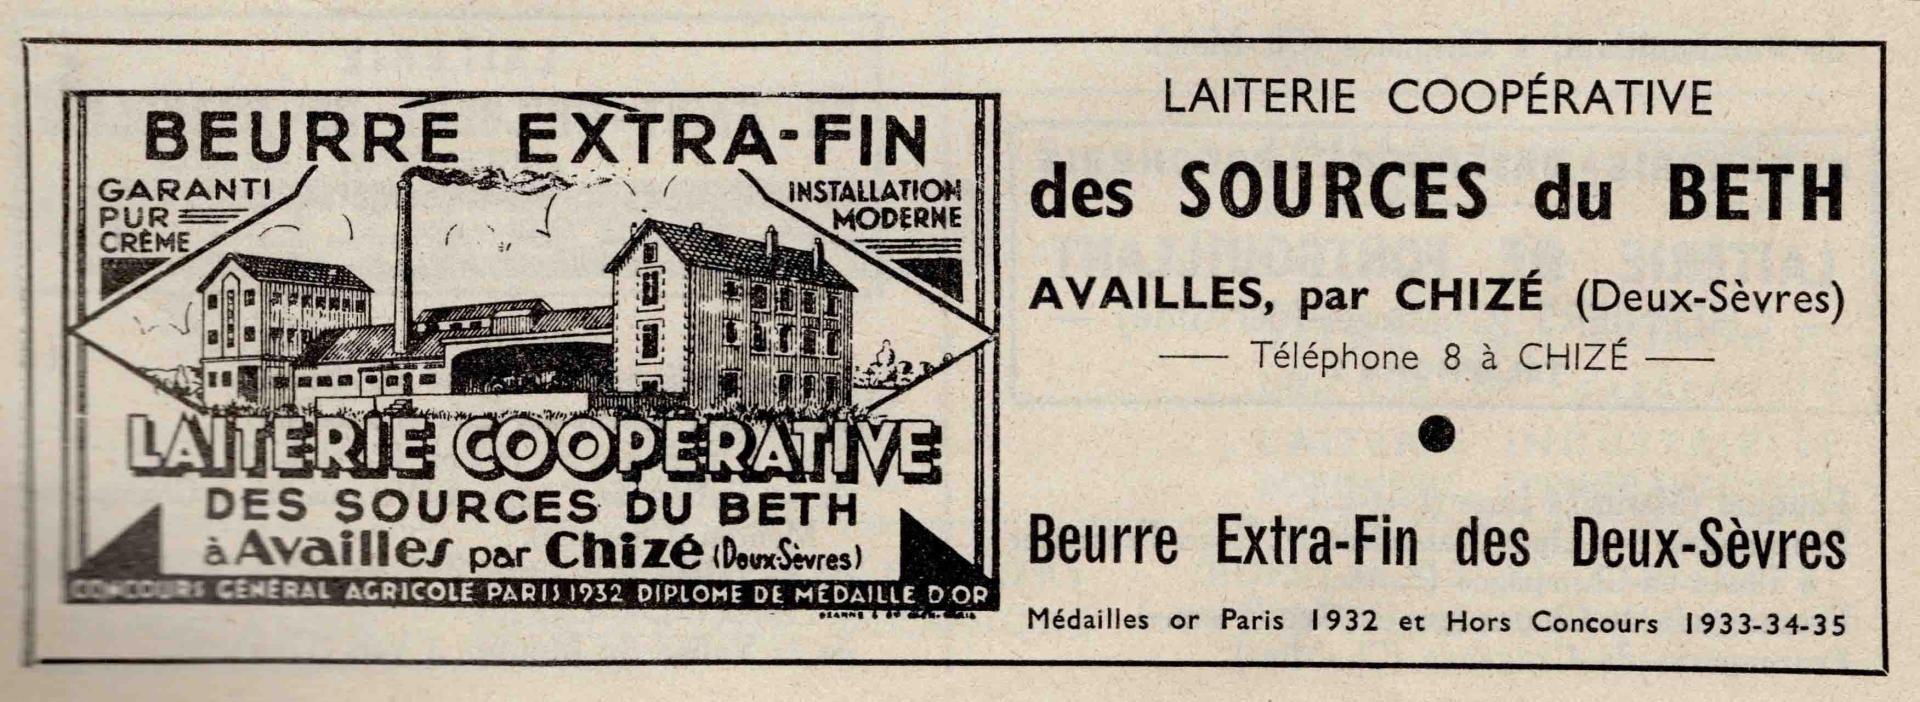 BEURRE EXTRA-FIN
GARANTI
PUR
CRÈME
INSTALLATION
MODERNE
LAITERIE COOPERATIVE
DES SOURCES DU BETH
à Availles par Chizé (Deux-Sèvres)
CONCOURS GÉNÉRAL AGRICOLE PARIS 1932 DIPLOME DE MÉDAILLE D'OR
LAITERIE COOPÉRATIVE
des SOURCES du BETH
AVAILLES, par CHIZÉ (Deux-Sèvres)
Téléphone 8 à CHIZÉ
Beurre Extra-Fin des Deux-Sèvres
Médailles or Paris 1932 et Hors Concours 1933-34-35